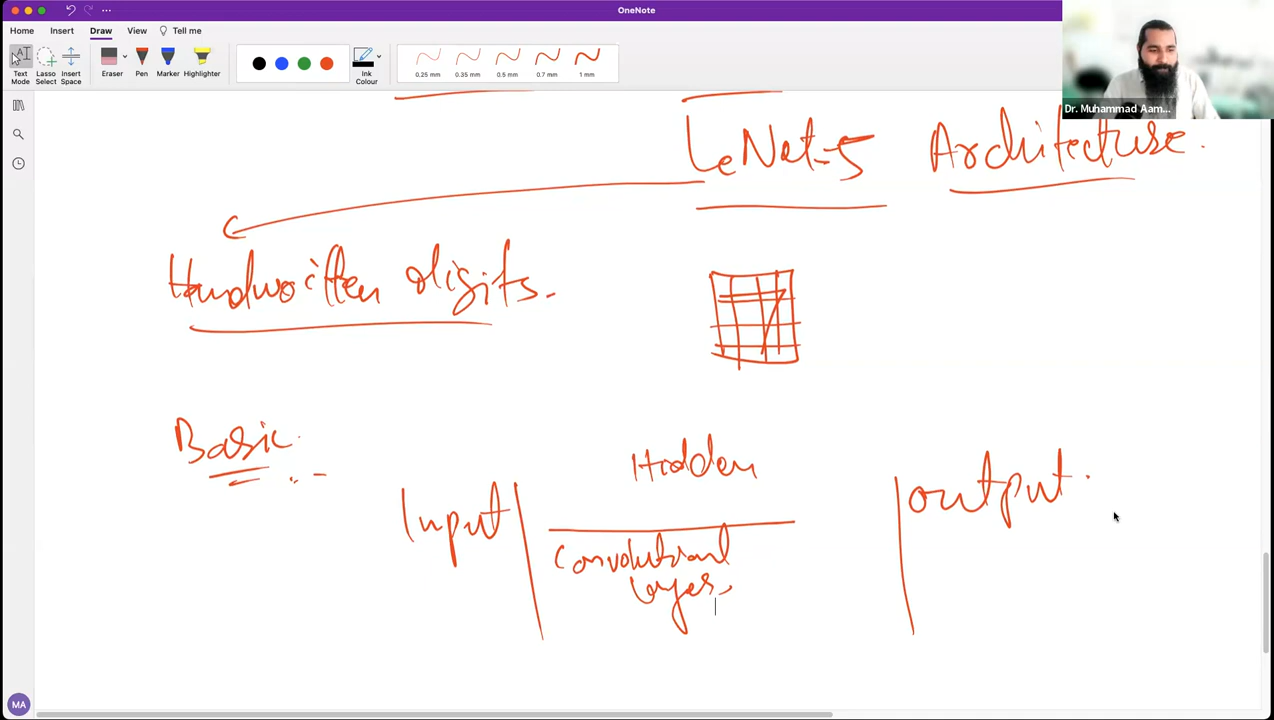 OneNote
Home Insert Draw View Tell me
Text Mode Lasso Select Insert Space Eraser Pen Marker Highlighter Ink Colour 0.25 mm 0.35 mm 0.5 mm 0.7 mm 1 mm
Dr. Muhammad Aam...
LeNet-5 Architecture.
Handwritten digits.
Basic
Hidden
Input output.
Convolutional
layers
MA